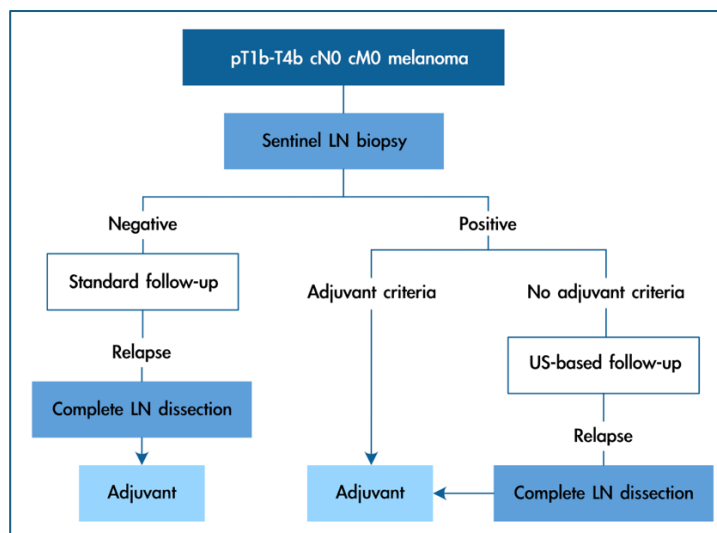 pT1b-T4b cN0 cM0 melanoma
Sentinel LN biopsy
Negative
Positive
Standard follow-up
Adjuvant criteria
No adjuvant criteria
Relapse
US-based follow-up
Complete LN dissection
Relapse
Adjuvant
Adjuvant
Complete LN dissection